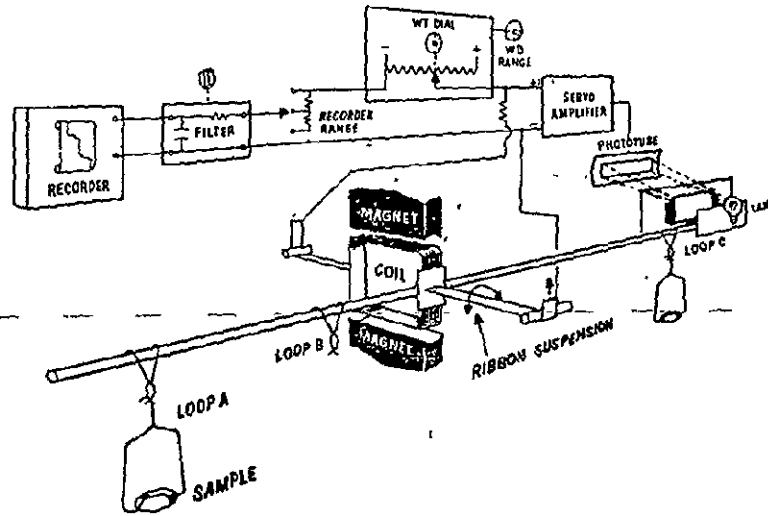 WT DIAL
- +
WD
RANGE
RECORDER
RANGE
FILTER
RECORDER
SERVO
AMPLIFIER
+
-
PHOTOTUBE
MAGNET
COIL
MAGNET
LOOP C
LOOP B
RIBBON SUSPENSION
LOOP A
SAMPLE